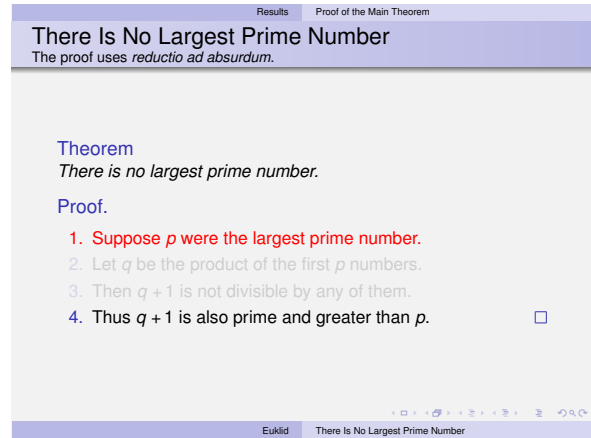 Results Proof of the Main Theorem
There Is No Largest Prime Number
The proof uses reductio ad absurdum.
Theorem
There is no largest prime number.
Proof.
1. Suppose p were the largest prime number.
2. Let q be the product of the first p numbers.
3. Then q + 1 is not divisible by any of them.
4. Thus q + 1 is also prime and greater than p.
Euklid There Is No Largest Prime Number